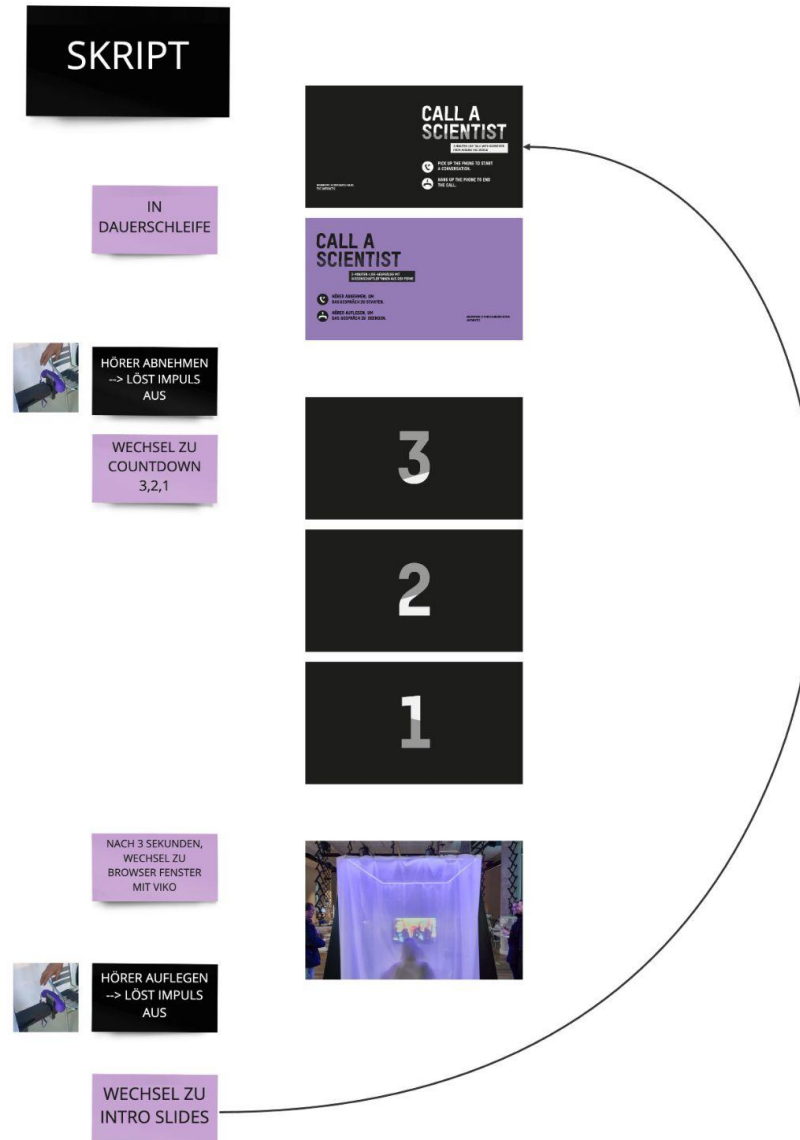 SKRIPT
CALL A
SCIENTIST
PICK UP THE PHONE TO START
A CONVERSATION.
HANG UP THE PHONE TO END
THE CALL.
IN
DAUERSCHLEIFE
CALL A
SCIENTIST
HÖRER ABNEHMEN, UM
DAS GESPRÄCH ZU STARTEN.
HÖRER AUFLEGEN, UM
DAS GESPRÄCH ZU BEENDEN.
HÖRER ABNEHMEN
--> LÖST IMPULS
AUS
WECHSEL ZU
COUNTDOWN
3,2,1
3
2
1
NACH 3 SEKUNDEN,
WECHSEL ZU
BROWSER FENSTER
MIT VIKO
HÖRER AUFLEGEN
--> LÖST IMPULS
AUS
WECHSEL ZU
INTRO SLIDES